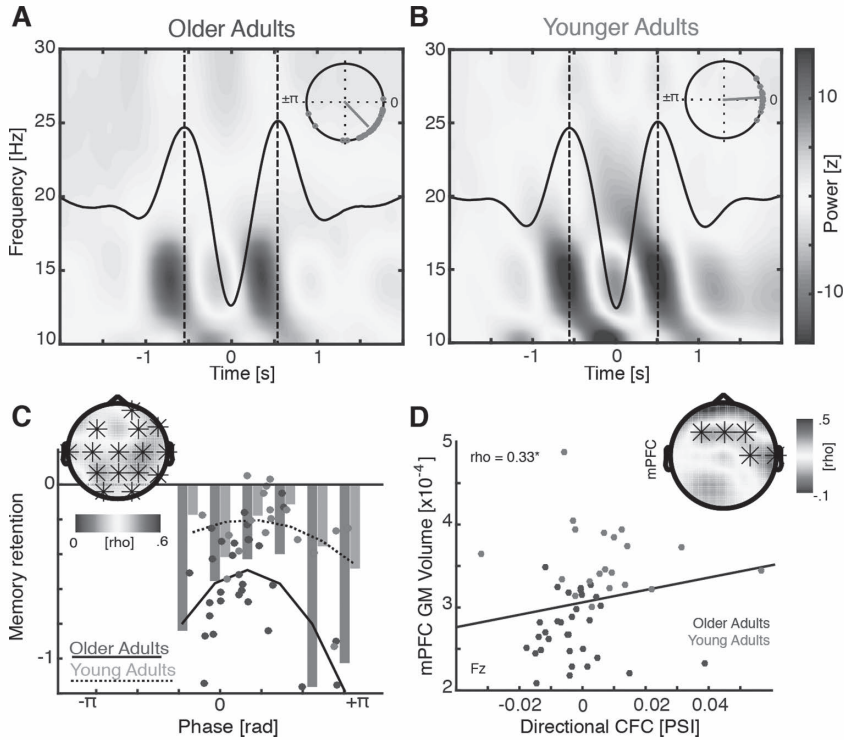 A
Older Adults
B
Younger Adults
30
25
20
15
10
Frequency [Hz]
±π
0
-1
0
1
Time [s]
30
25
20
15
10
±π
0
-1
0
1
Time [s]
10
-10
Power [z]
C
0
-1
Memory retention
0
[rho]
.6
Older Adults
Young Adults
-π
0
+π
Phase [rad]
D
mPFC
.5
-.1
[rho]
rho = 0.33*
5
4
3
2
mPFC GM Volume [x10-4]
Older Adults
Young Adults
Fz
-0.02
0
0.02
0.04
Directional CFC [PSI]